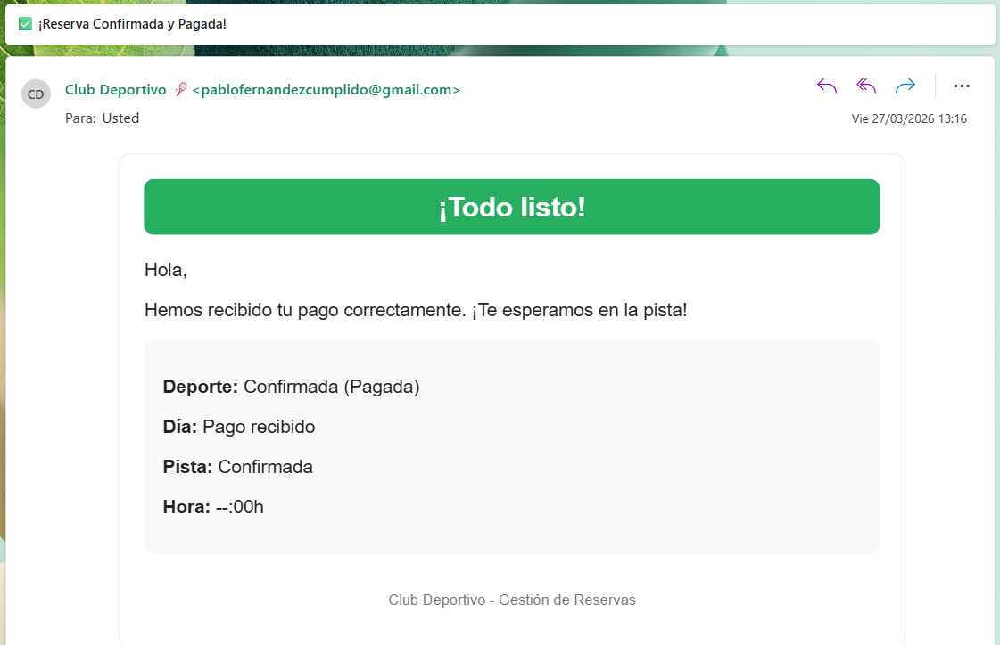 ✅ ¡Reserva Confirmada y Pagada!
CD
Club Deportivo 🎾 <pablofernandezcumplido@gmail.com>
Para: Usted
Vie 27/03/2026 13:16
¡Todo listo!
Hola,
Hemos recibido tu pago correctamente. ¡Te esperamos en la pista!
Deporte: Confirmada (Pagada)
Día: Pago recibido
Pista: Confirmada
Hora: --:00h
Club Deportivo - Gestión de Reservas